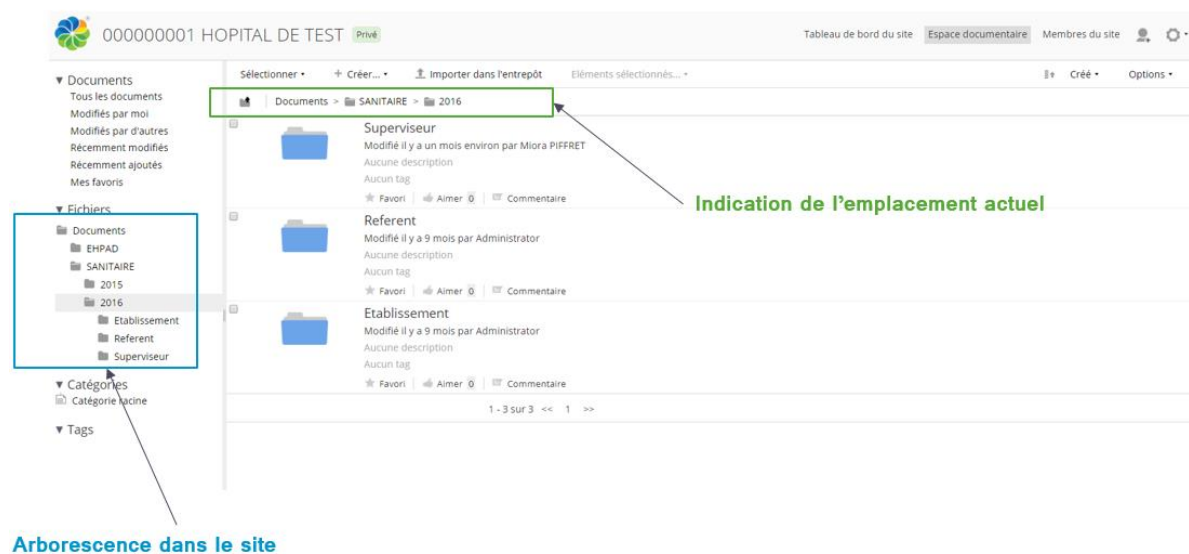 000000001 HOPITAL DE TEST Privé
Tableau de bord du site Espace documentaire Membres du site
Sélectionner + Créer... Importer dans l'entrepôt Eléments sélectionnés... Créé Options
Documents > SANITAIRE > 2016
Documents
Tous les documents
Modifiés par moi
Modifiés par d'autres
Récemment modifiés
Récemment ajoutés
Mes favoris
Fichiers
Documents
EHPAD
SANITAIRE
2015
2016
Etablissement
Referent
Superviseur
Catégories
Catégorie racine
Tags
Superviseur
Modifié il y a un mois environ par Miora PIFFRET
Aucune description
Aucun tag
Favori Aimer 0 Commentaire
Referent
Modifié il y a 9 mois par Administrator
Aucune description
Aucun tag
Favori Aimer 0 Commentaire
Etablissement
Modifié il y a 9 mois par Administrator
Aucune description
Aucun tag
Favori Aimer 0 Commentaire
1 - 3 sur 3 << 1 >>
Indication de l'emplacement actuel
Arborescence dans le site